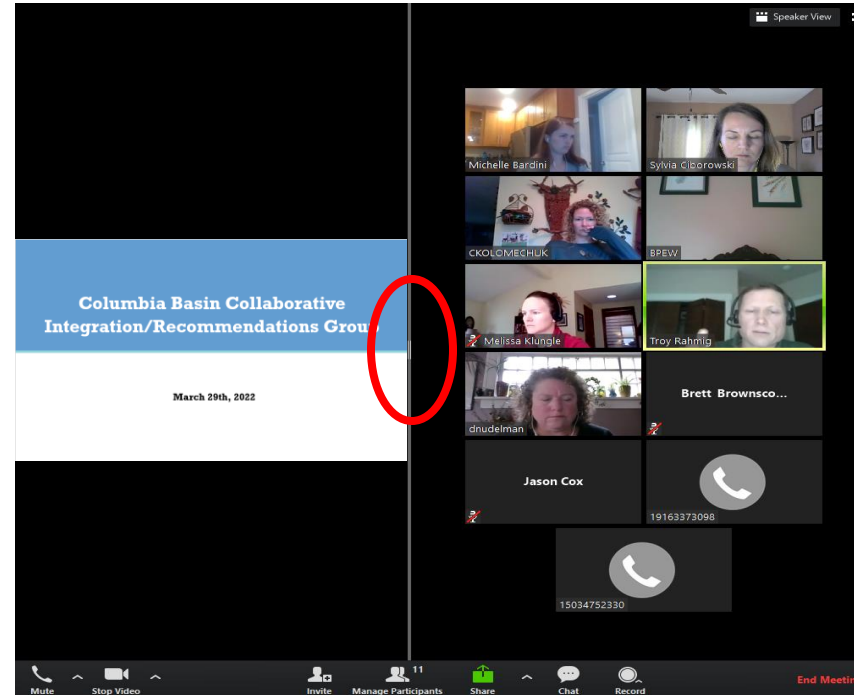 Speaker View
Michelle Bardini
Sylvia Ciborowski
CKOLOMECHUK
BPEW
Columbia Basin Collaborative
Integration/Recommendations Group
March 29th, 2022
Melissa Klungle
Troy Rahmig
dnudelman
Brett Brownsco...
Jason Cox
19163373098
15034752330
Mute
Stop Video
Invite
Manage Participants
11
Share
Chat
Record
End Meetin